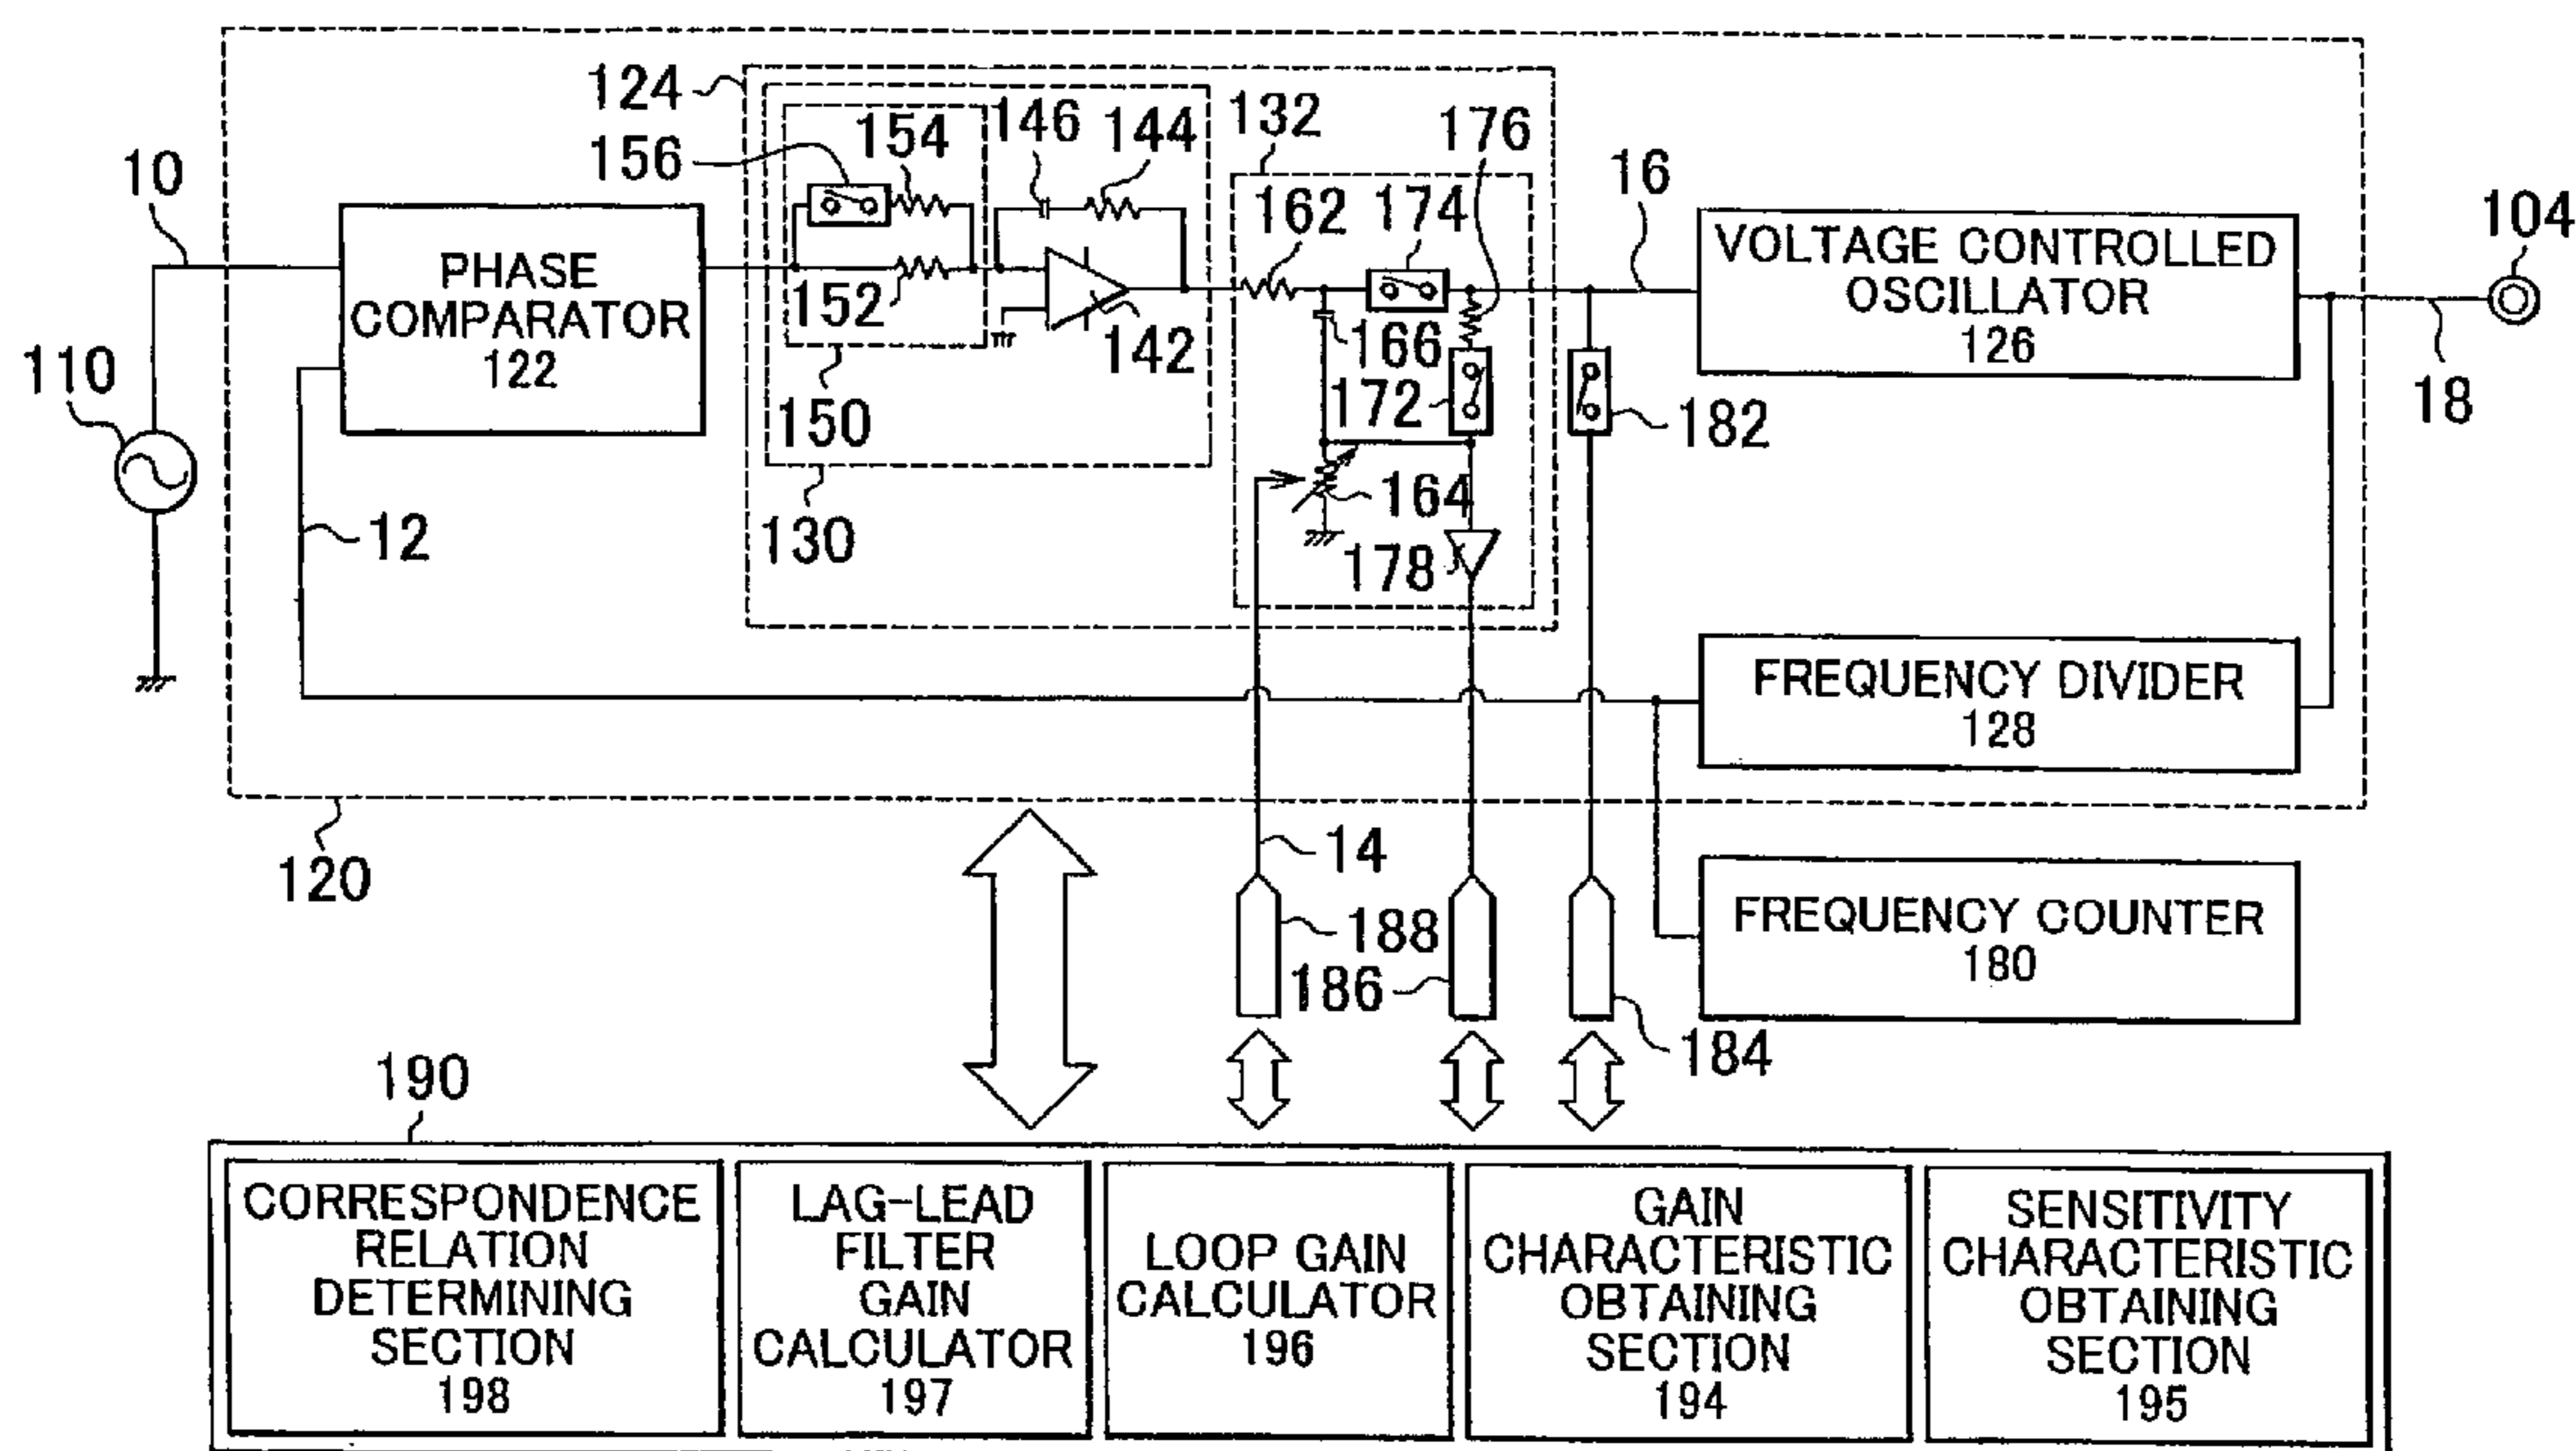 124
146
144
132
176
154
156
10
162
174
16
104
PHASE
COMPARATOR
122
VOLTAGE CONTROLLED
OSCILLATOR
126
152
142
166
110
150
172
182
18
12
130
164
178
FREQUENCY DIVIDER
128
14
120
FREQUENCY COUNTER
180
188
186
184
190
CORRESPONDENCE
RELATION
DETERMINING
SECTION
198
LAG-LEAD
FILTER
GAIN
CALCULATOR
197
LOOP GAIN
CALCULATOR
196
GAIN
CHARACTERISTIC
OBTAINING
SECTION
194
SENSITIVITY
CHARACTERISTIC
OBTAINING
SECTION
195